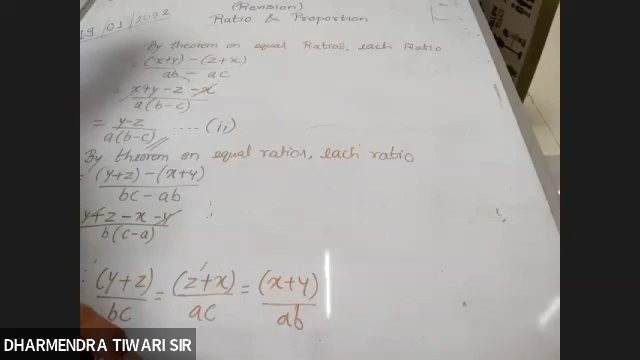 (Revision)
19/01/2022
Ratio & Proportion
By theorem on equal Ratios, each Ratio
= (x+y) - (z+x) / ab - ac
= x+y-z-x / a(b-c)
= y-z / a(b-c) .... (ii)
By theorem on equal ratios, each ratio
= (y+z) - (x+y) / bc - ab
y+z-x-y / b(c-a)
∴ (y+z) / bc = (z+x) / ac = (x+y) / ab
DHARMENDRA TIWARI SIR